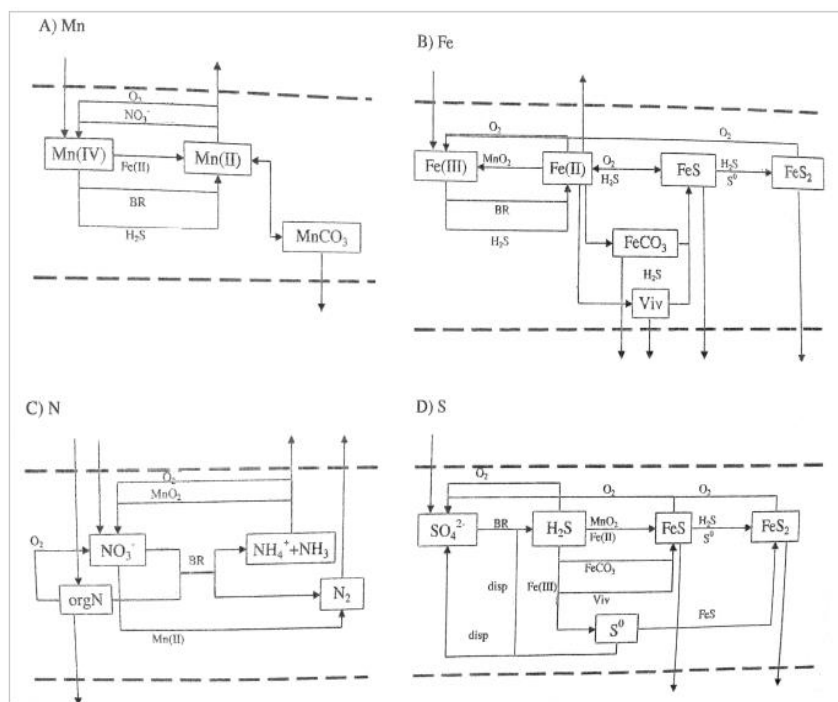 A) Mn
O₂
NO₃⁻
Mn(IV)
Fe(II)
Mn(II)
BR
H₂S
MnCO₃
B) Fe
O₂
O₂
Fe(III)
MnO₂
Fe(II)
O₂
H₂S
FeS
H₂S
S⁰
FeS₂
BR
H₂S
FeCO₃
H₂S
Viv
C) N
O₂
MnO₂
O₂
NO₃⁻
BR
NH₄⁺+NH₃
orgN
N₂
Mn(II)
D) S
O₂
O₂
O₂
SO₄²⁻
BR
H₂S
MnO₂
Fe(II)
FeS
H₂S
S⁰
FeS₂
disp
Fe(III)
FeCO₃
Viv
disp
S⁰
FeS